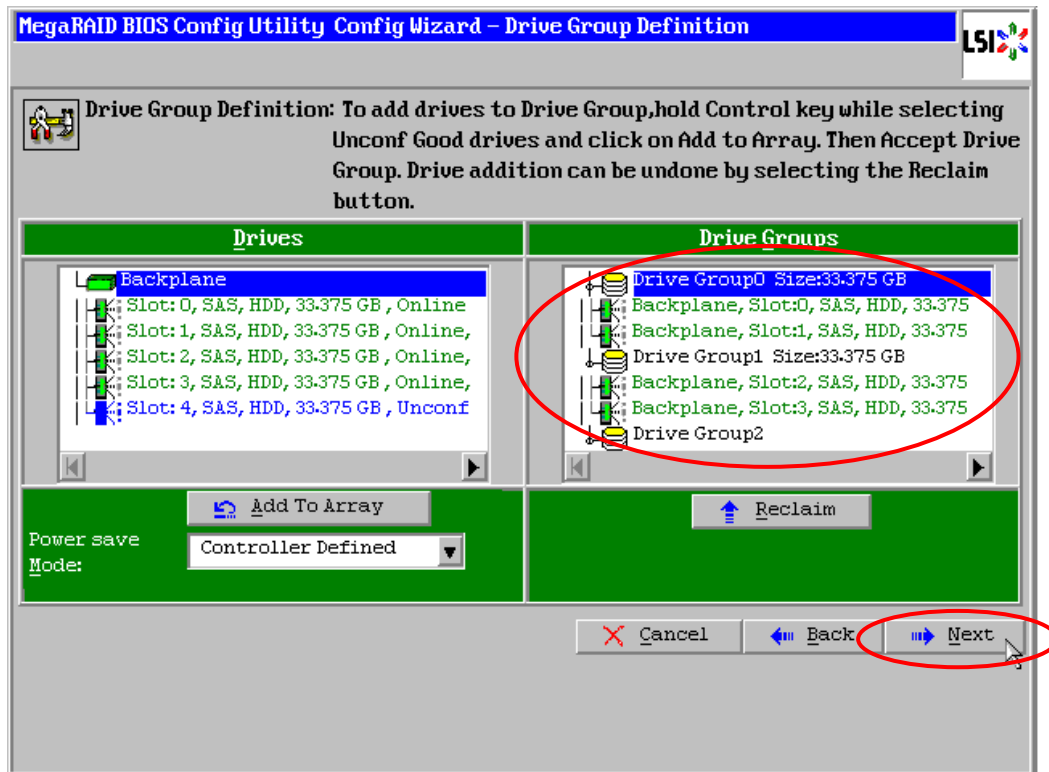 MegaRAID BIOS Config Utility Config Wizard – Drive Group Definition
LSI
Drive Group Definition: To add drives to Drive Group,hold Control key while selecting
Unconf Good drives and click on Add to Array. Then Accept Drive
Group. Drive addition can be undone by selecting the Reclaim
button.
Drives
Backplane
Slot: 0, SAS, HDD, 33.375 GB , Online
Slot: 1, SAS, HDD, 33.375 GB , Online,
Slot: 2, SAS, HDD, 33.375 GB , Online,
Slot: 3, SAS, HDD, 33.375 GB , Online,
Slot: 4, SAS, HDD, 33.375 GB , Unconf
Add To Array
Power save
Mode:
Controller Defined
Drive Groups
Drive Group0 Size:33.375 GB
Backplane, Slot:0, SAS, HDD, 33.375
Backplane, Slot:1, SAS, HDD, 33.375
Drive Group1 Size:33.375 GB
Backplane, Slot:2, SAS, HDD, 33.375
Backplane, Slot:3, SAS, HDD, 33.375
Drive Group2
Reclaim
Cancel
Back
Next